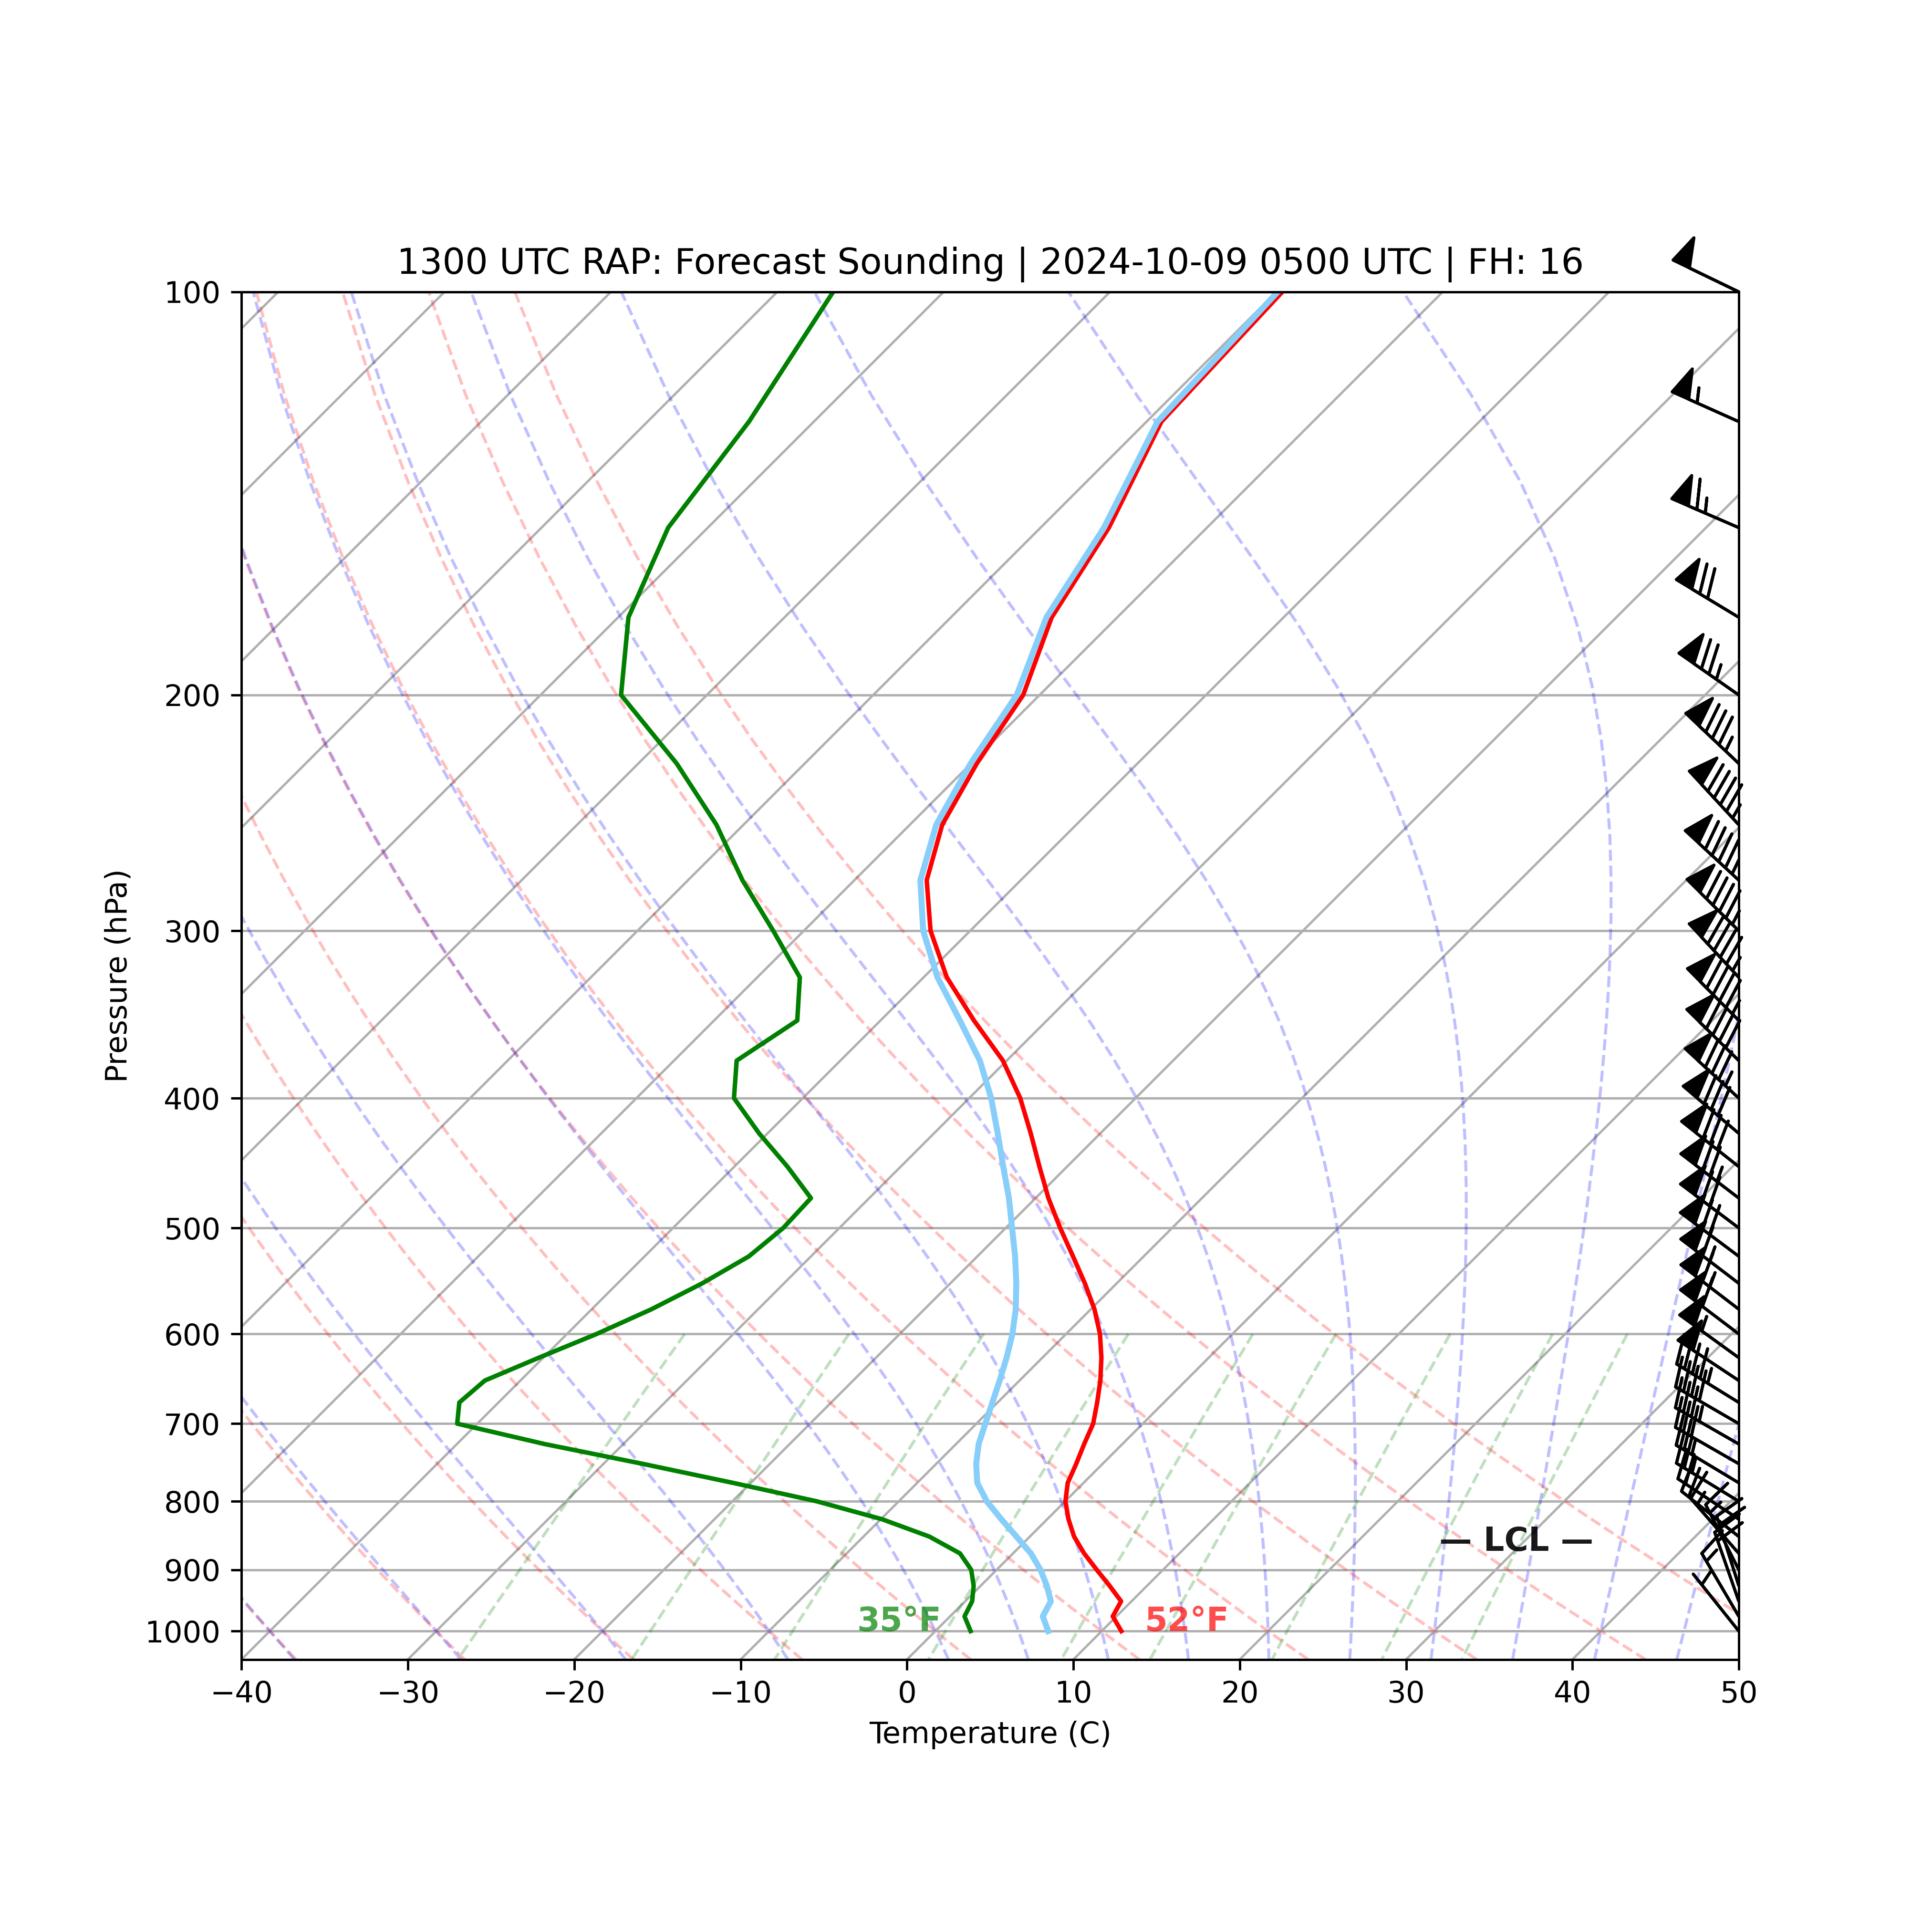 1300 UTC RAP: Forecast Sounding | 2024-10-09 0500 UTC | FH: 16
100
200
300
400
500
600
700
800
900
1000
Pressure (hPa)
— LCL —
35°F
52°F
−40 −30 −20 −10 0 10 20 30 40 50
Temperature (C)